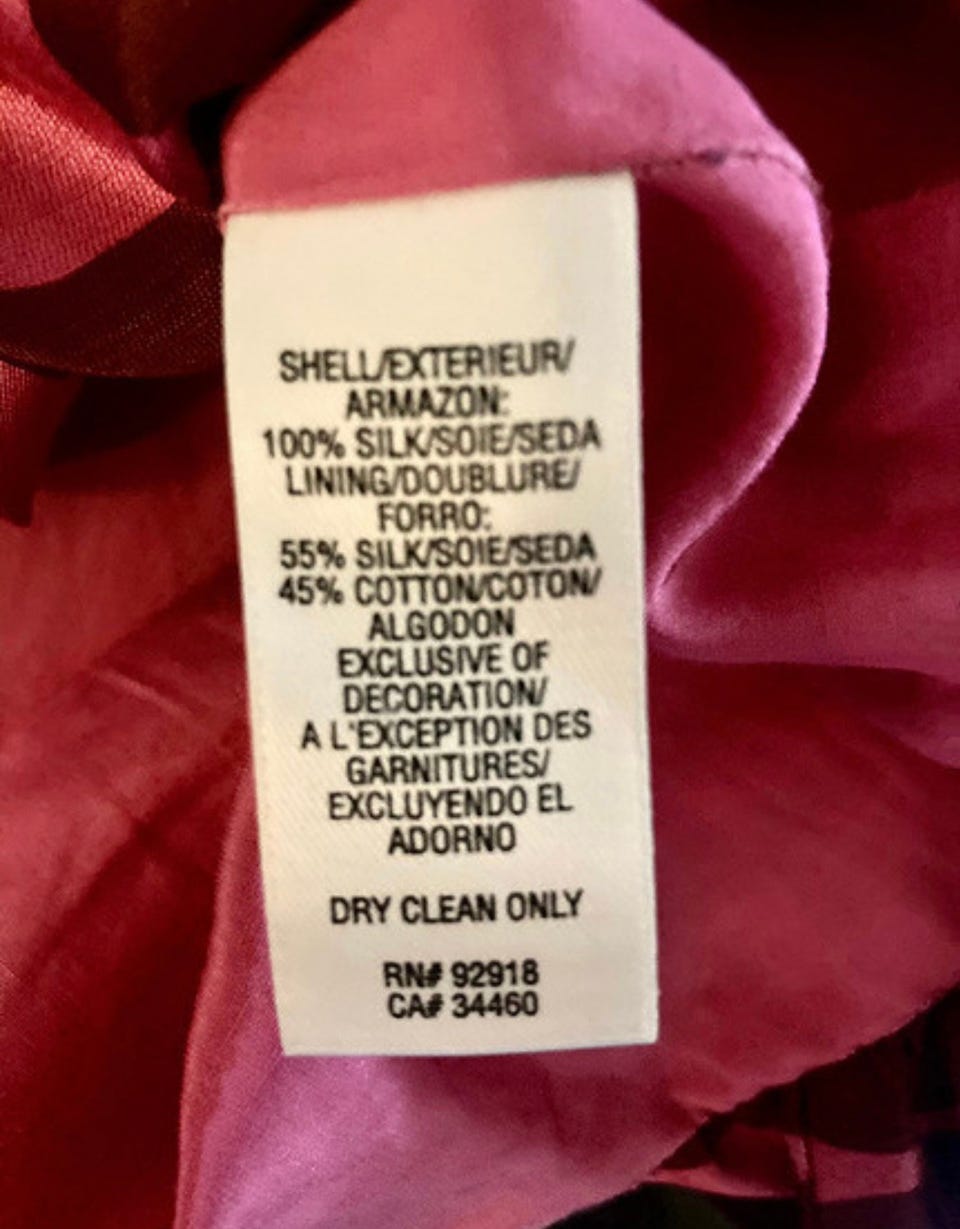 SHELL/EXTERIEUR/
ARMAZON:
100% SILK/SOIE/SEDA
LINING/DOUBLURE/
FORRO:
55% SILK/SOIE/SEDA
45% COTTON/COTON/
ALGODON
EXCLUSIVE OF
DECORATION/
A L'EXCEPTION DES
GARNITURES/
EXCLUYENDO EL
ADORNO
DRY CLEAN ONLY
RN# 92918
CA# 34460